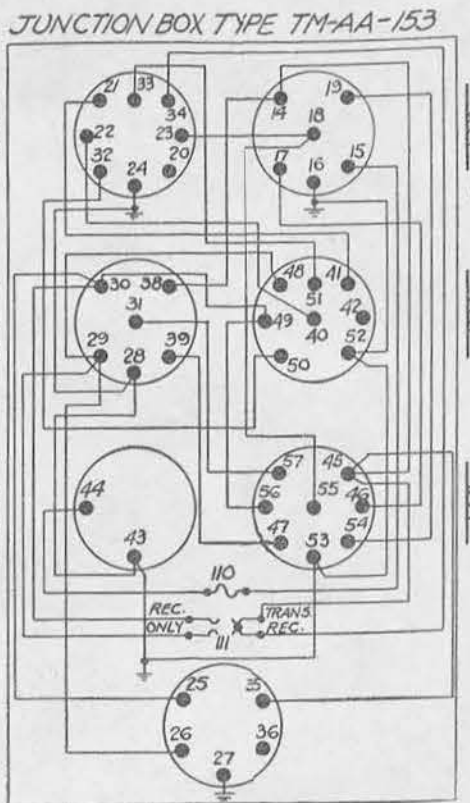 JUNCTION BOX TYPE TM-AA-153
21 33 34 14 19
22 23 18
32 24 20 17 16 15
30 38 48 51 41
31 49 40 42
29 28 39 50 52
44 57 45
56 55 46
43 47 53 54
110
REC. TRANS.
ONLY 111 REC.
25 35
26 36
27